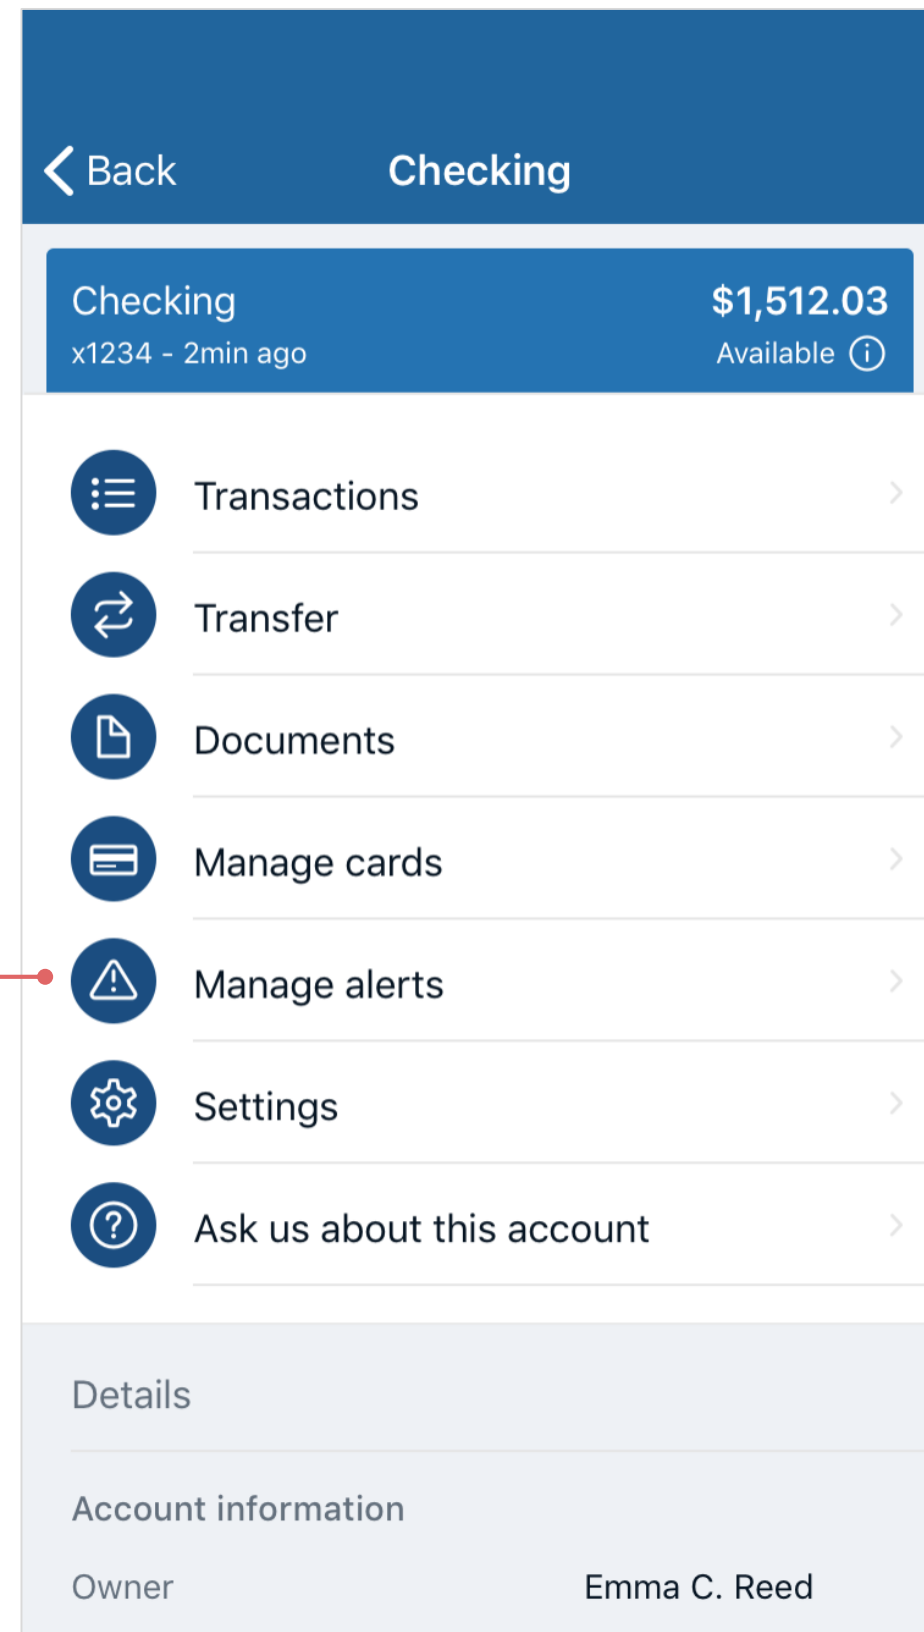 Back Checking
Checking $1,512.03
x1234 - 2min ago Available
Transactions
Transfer
Documents
Manage cards
Manage alerts
Settings
Ask us about this account
Details
Account information
Owner Emma C. Reed